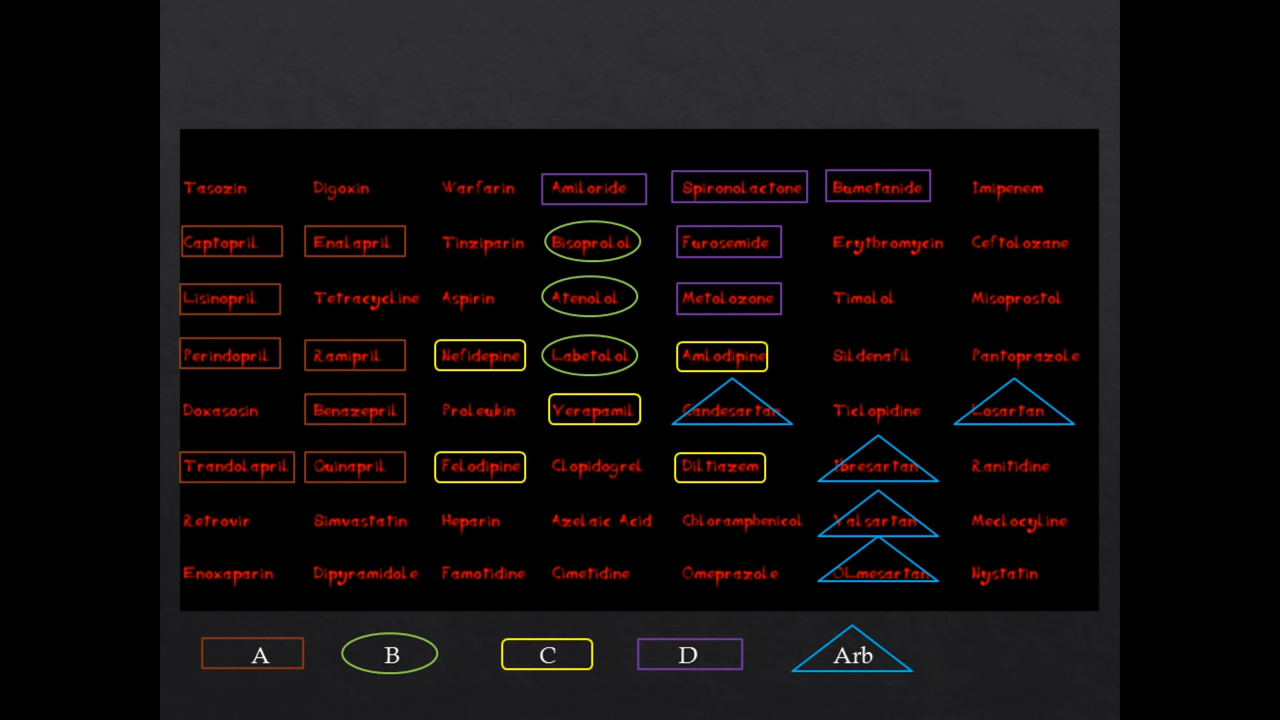 Tasozin Digoxin Warfarin Amiloride Spironolactone Bumetanide Imipenem
Captopril Enalapril Tinziparin Bisoprolol Furosemide Erythromycin Ceftolozane
Lisinopril Tetracycline Aspirin Atenolol Metolozone Timolol Misoprostol
Perindopril Ramipril Nefidepine Labetolol Amlodipine Sildenafil Pantoprazole
Doxasosin Benazepril Proleukin Verapamil Candesartan Ticlopidine Losartan
Trandolapril Quinapril Felodipine Clopidogrel Diltiazem Ibresartan Ranitidine
Retrovir Simvastatin Heparin Azelaic Acid Chloramphenicol Valsartan Meclocyline
Enoxaparin Dipyramidole Famotidine Cimetidine Omeprazole OLmesartan Nystatin
A B C D Arb